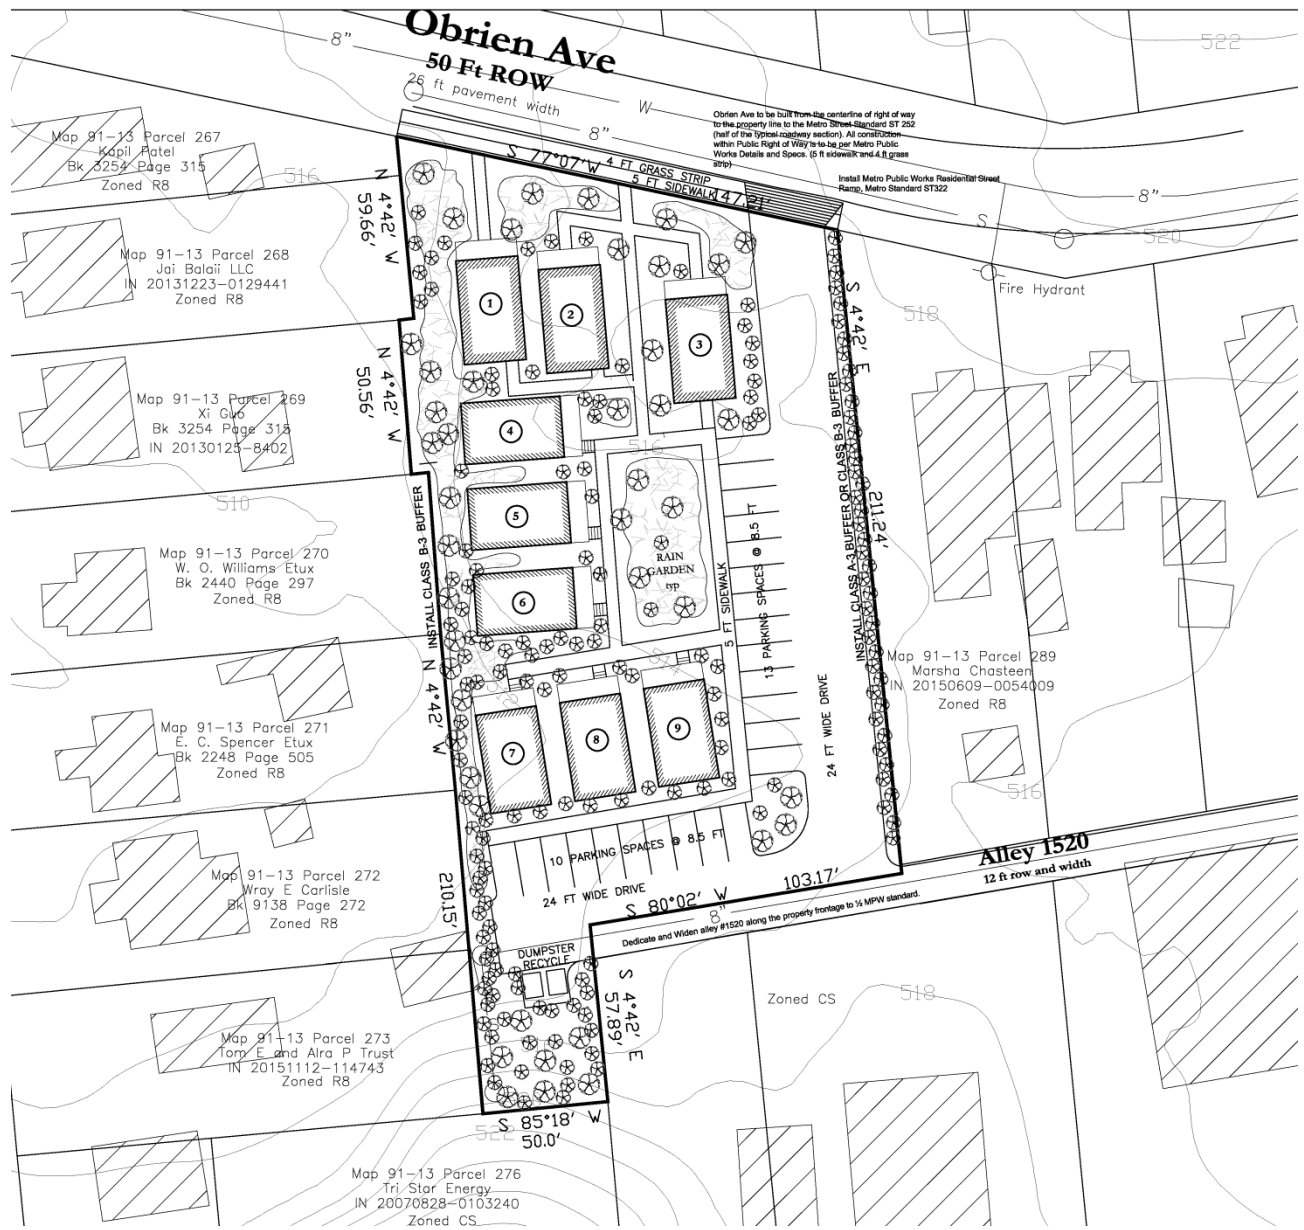 Obrien Ave
50 Ft ROW
26 ft pavement width
8"
W
8"
522
Obrien Ave to be built from the centerline of right of way
to the property line to the Metro Street Standard ST 252
(half of the typical roadway section). All construction
within Public Right of Way is to be per Metro Public
Works Details and Specs. (5 ft sidewalk and 4 ft grass
strip)
Install Metro Public Works Residential Street
Ramp, Metro Standard ST322
8"
S
520
Fire Hydrant
518
4 FT GRASS STRIP
5 FT SIDEWALK
S 77°07'W
147.21'
Map 91-13 Parcel 267
Kapil Patel
Bk 3254 Page 315
Zoned R8
516
N 4°42' W
59.66'
Map 91-13 Parcel 268
Jai Balaii LLC
IN 20131223-0129441
Zoned R8
1
2
3
S 4°42' E
211.24'
N 4°42' W
50.56'
Map 91-13 Parcel 269
Xi Guo
Bk 3254 Page 315
IN 20130125-8402
4
516
510
INSTALL CLASS B-3 BUFFER
5
6
RAIN
GARDEN
typ
5 FT SIDEWALK
13 PARKING SPACES @ 8.5 FT
24 FT WIDE DRIVE
INSTALL CLASS A-3 BUFFER OR CLASS B-3 BUFFER
Map 91-13 Parcel 270
W. O. Williams Etux
Bk 2440 Page 297
Zoned R8
514
Map 91-13 Parcel 289
Marsha Chasteen
IN 20150609-0054009
Zoned R8
516
N 4°42' W
210.15'
Map 91-13 Parcel 271
E. C. Spencer Etux
Bk 2248 Page 505
Zoned R8
7
8
9
10 PARKING SPACES @ 8.5 FT
24 FT WIDE DRIVE
S 80°02' W
103.17'
8"
Alley 1520
12 ft row and width
Dedicate and Widen alley #1520 along the property frontage to ½ MPW standard.
Map 91-13 Parcel 272
Wray E Carlisle
Bk 9138 Page 272
Zoned R8
DUMPSTER
RECYCLE
S 4°42' E
57.89'
Zoned CS
518
Map 91-13 Parcel 273
Tom E and Alra P Trust
IN 20151112-114743
Zoned R8
S 85°18' W
50.0'
522
Map 91-13 Parcel 276
Tri Star Energy
IN 20070828-0103240
Zoned CS